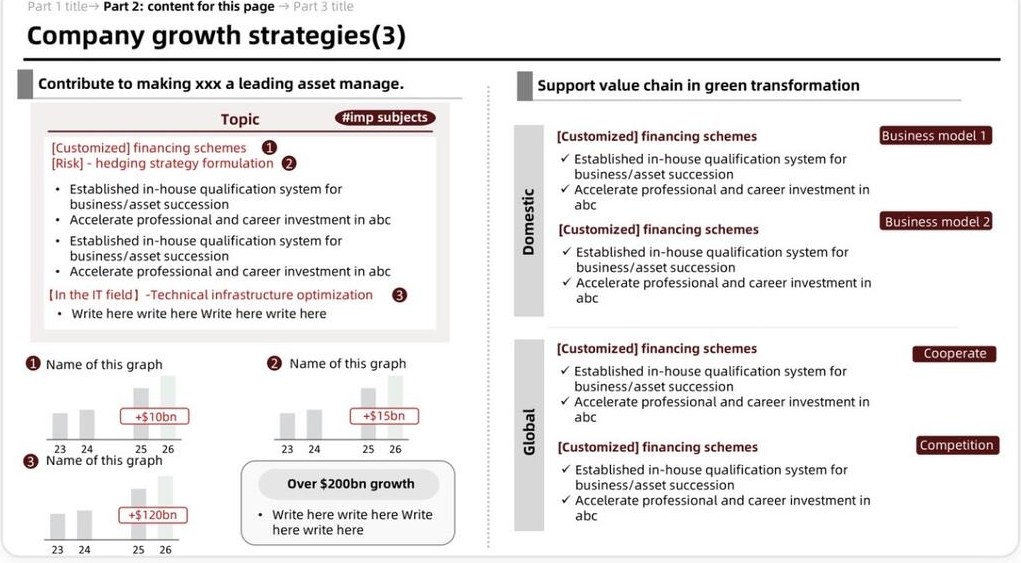 Part 1 title→ Part 2: content for this page → Part 3 title
Company growth strategies(3)
Contribute to making xxx a leading asset manage.
Topic
#imp subjects
[Customized] financing schemes 1
[Risk] - hedging strategy formulation 2
• Established in-house qualification system for
business/asset succession
• Accelerate professional and career investment in abc
• Established in-house qualification system for
business/asset succession
• Accelerate professional and career investment in abc
【In the IT field】-Technical infrastructure optimization 3
• Write here write here Write here write here
1 Name of this graph
+$10bn
23 24 25 26
2 Name of this graph
+$15bn
23 24 25 26
3 Name of this graph
+$120bn
23 24 25 26
Over $200bn growth
• Write here write here Write
here write here
Support value chain in green transformation
Domestic
[Customized] financing schemes
Business model 1
✓ Established in-house qualification system for
business/asset succession
✓ Accelerate professional and career investment in
abc
[Customized] financing schemes
Business model 2
✓ Established in-house qualification system for
business/asset succession
✓ Accelerate professional and career investment in
abc
Global
[Customized] financing schemes
Cooperate
✓ Established in-house qualification system for
business/asset succession
✓ Accelerate professional and career investment in
abc
[Customized] financing schemes
Competition
✓ Established in-house qualification system for
business/asset succession
✓ Accelerate professional and career investment in
abc